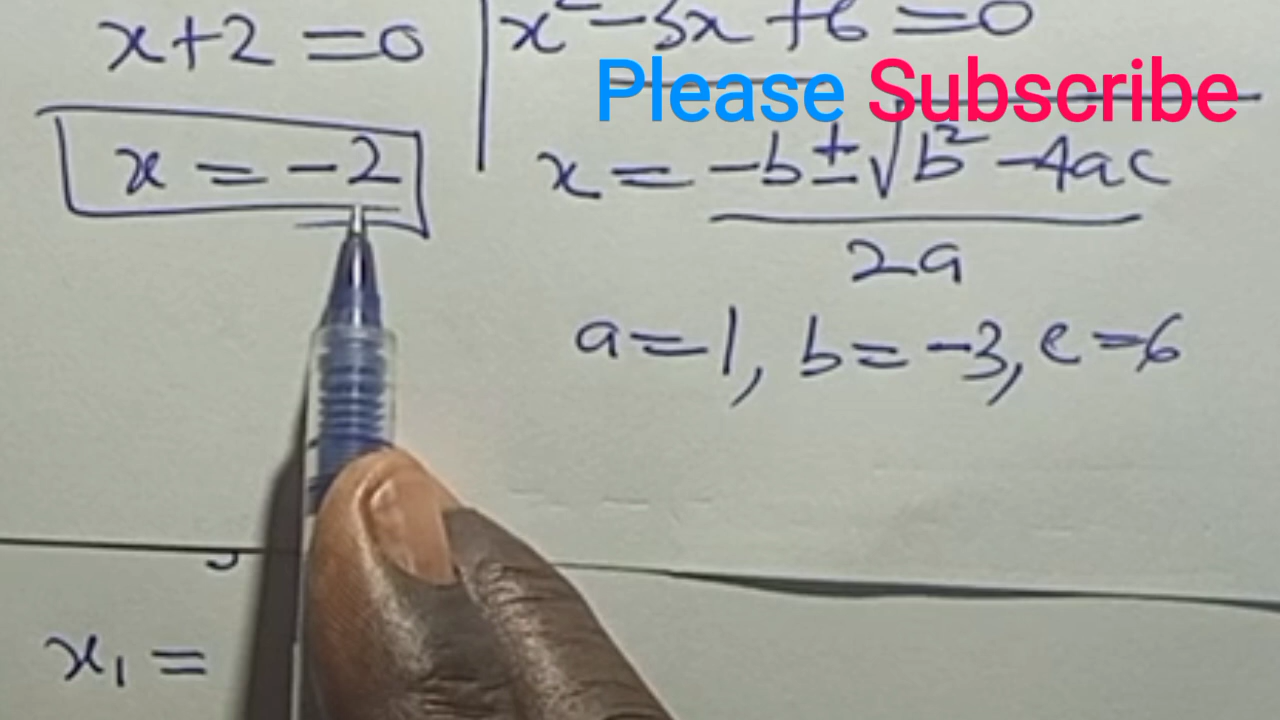 x+2=0
x²-3x+6=0
Please Subscribe
x=-2
x=-b±√b²-4ac
2a
a=1, b=-3, c=6
x₁=